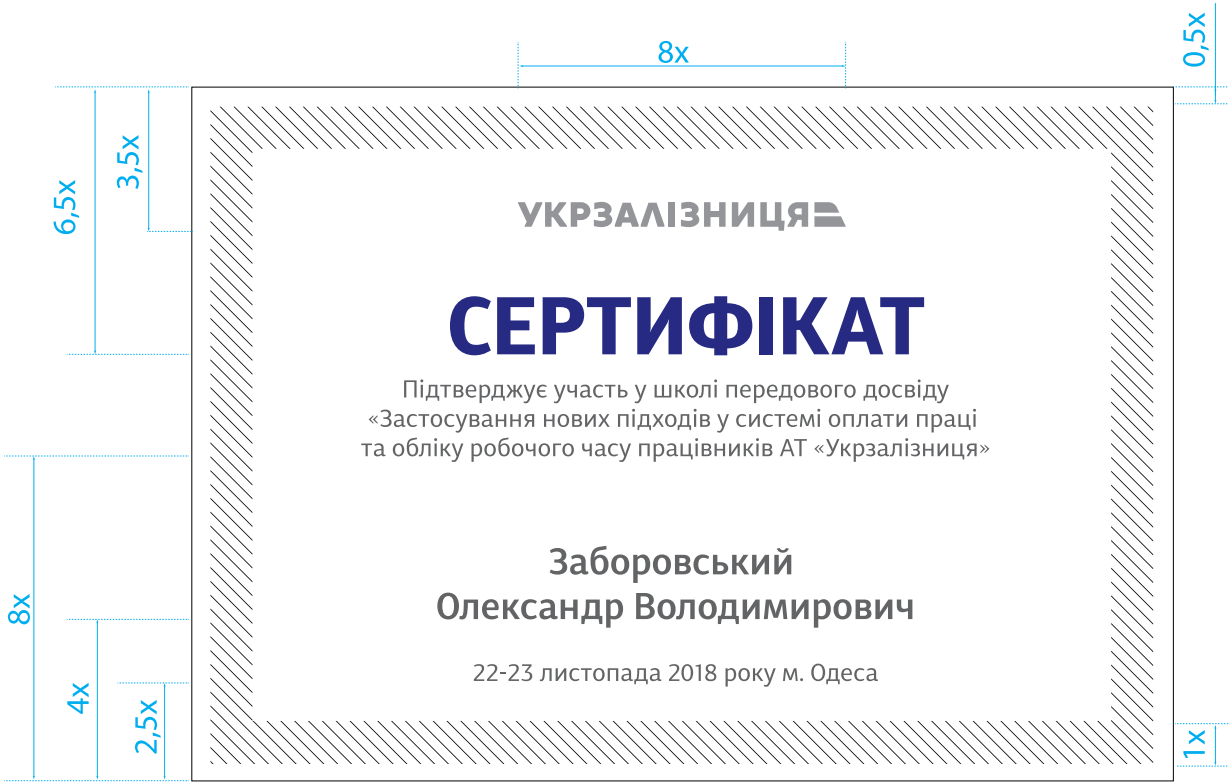 8x
0,5x
3,5x
6,5x
УКРЗАЛІЗНИЦЯ
СЕРТИФІКАТ
Підтверджує участь у школі передового досвіду
«Застосування нових підходів у системі оплати праці
та обліку робочого часу працівників АТ «Укрзалізниця»
Заборовський
Олександр Володимирович
22-23 листопада 2018 року м. Одеса
8x
4x
2,5x
1x